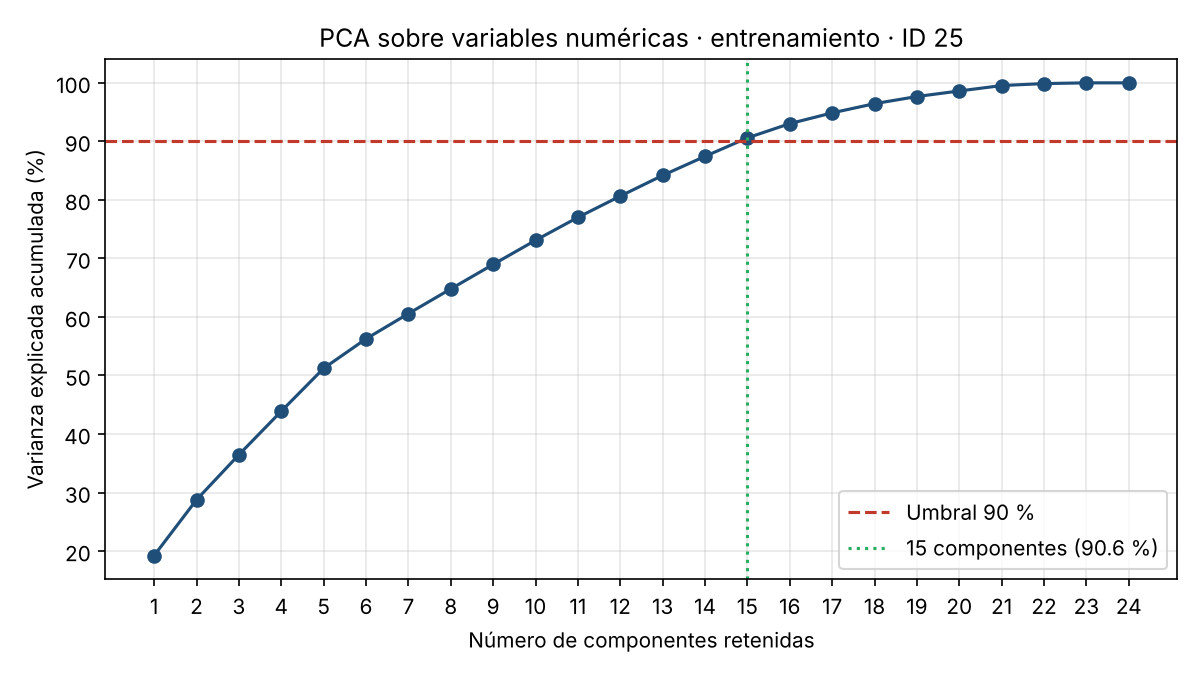 PCA sobre variables numéricas · entrenamiento · ID 25
Varianza explicada acumulada (%)
100
90
80
70
60
50
40
30
20
Umbral 90 %
15 componentes (90.6 %)
1 2 3 4 5 6 7 8 9 10 11 12 13 14 15 16 17 18 19 20 21 22 23 24
Número de componentes retenidas